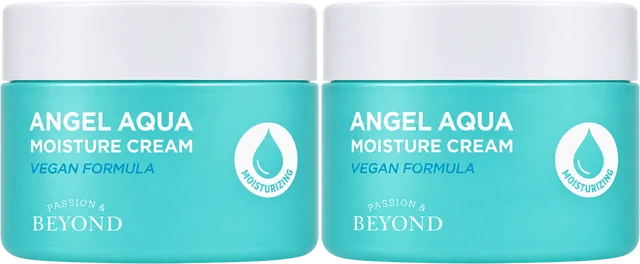 ANGEL AQUA
MOISTURE CREAM
VEGAN FORMULA
MOISTURIZING
PASSION &
BEYOND
ANGEL AQUA
MOISTURE CREAM
VEGAN FORMULA
MOISTURIZING
PASSION &
BEYOND